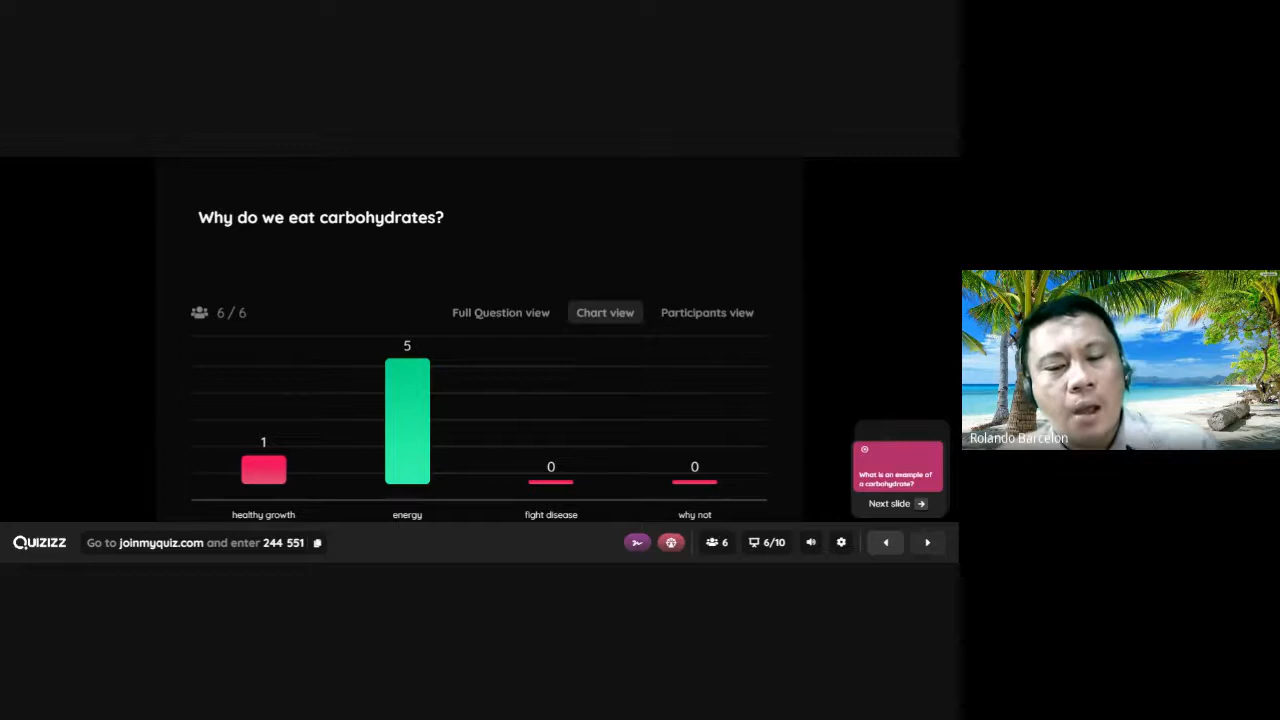 Why do we eat carbohydrates?
6 / 6
Full Question view
Chart view
Participants view
5
1
0
0
healthy growth
energy
fight disease
why not
What is an example of
a carbohydrate?
Next slide
Rolando Barcelon
QUIZIZZ
Go to joinmyquiz.com and enter 244 551
6
6/10